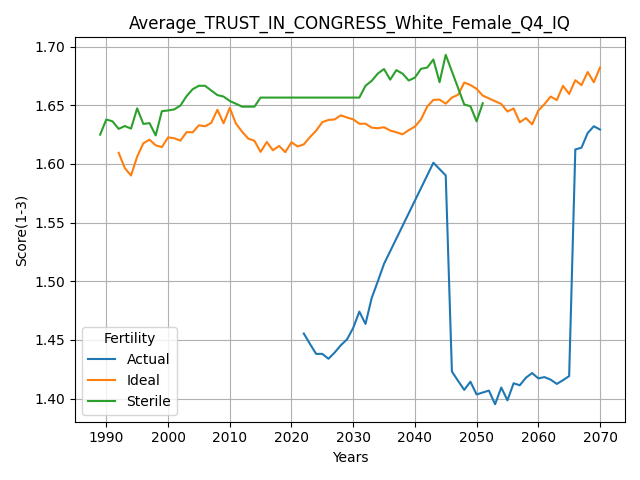 Average_TRUST_IN_CONGRESS_White_Female_Q4_IQ
Score(1-3)
1.70
1.65
1.60
1.55
1.50
1.45
1.40
Fertility
Actual
Ideal
Sterile
1990 2000 2010 2020 2030 2040 2050 2060 2070
Years